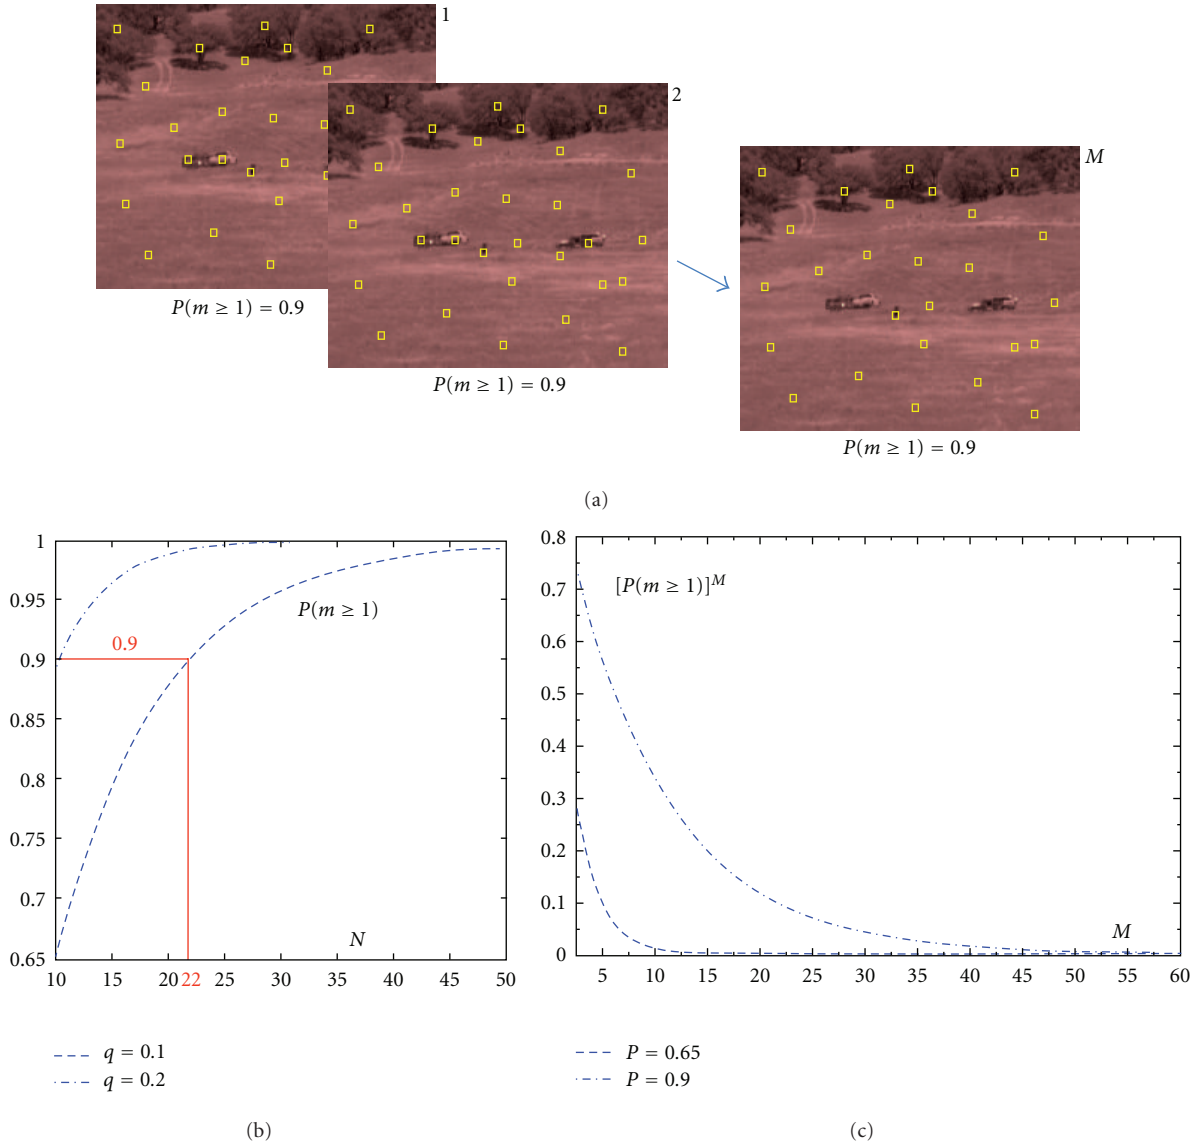 1
2
M
P(m ≥ 1) = 0.9
P(m ≥ 1) = 0.9
P(m ≥ 1) = 0.9
(a)
1
0.95
0.9
0.85
0.8
0.75
0.7
0.65
0.9
P(m ≥ 1)
N
10 15 20 22 25 30 35 40 45 50
q = 0.1
q = 0.2
(b)
0.8
0.7
0.6
0.5
0.4
0.3
0.2
0.1
0
[P(m ≥ 1)]^M
M
5 10 15 20 25 30 35 40 45 50 55 60
P = 0.65
P = 0.9
(c)